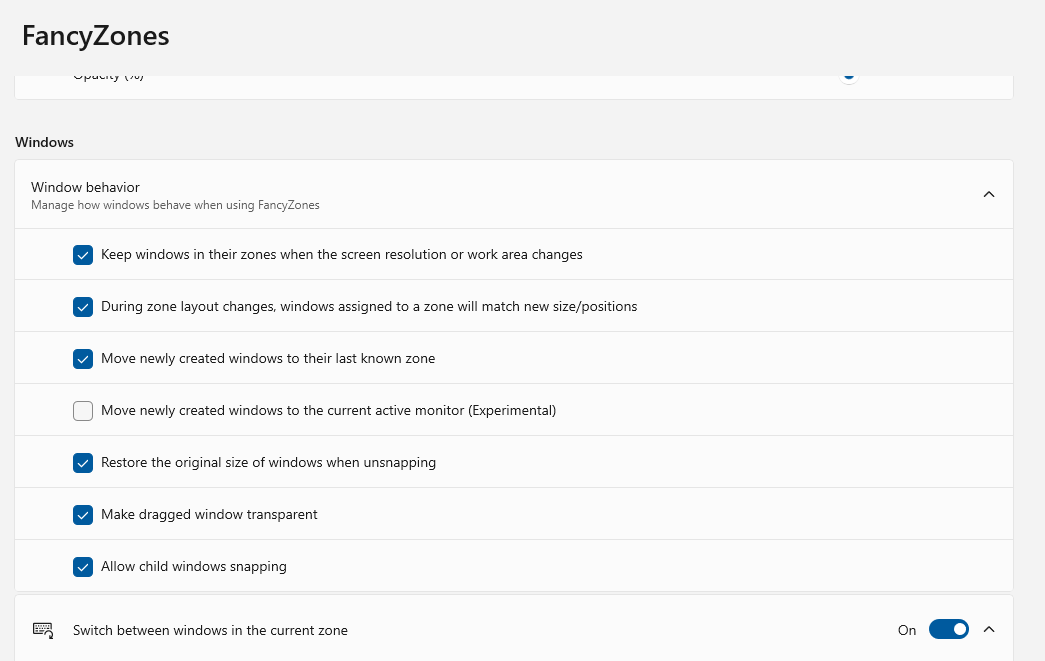 FancyZones
Opacity (%)
Windows
Window behavior
Manage how windows behave when using FancyZones
Keep windows in their zones when the screen resolution or work area changes
During zone layout changes, windows assigned to a zone will match new size/positions
Move newly created windows to their last known zone
Move newly created windows to the current active monitor (Experimental)
Restore the original size of windows when unsnapping
Make dragged window transparent
Allow child windows snapping
Switch between windows in the current zone
On